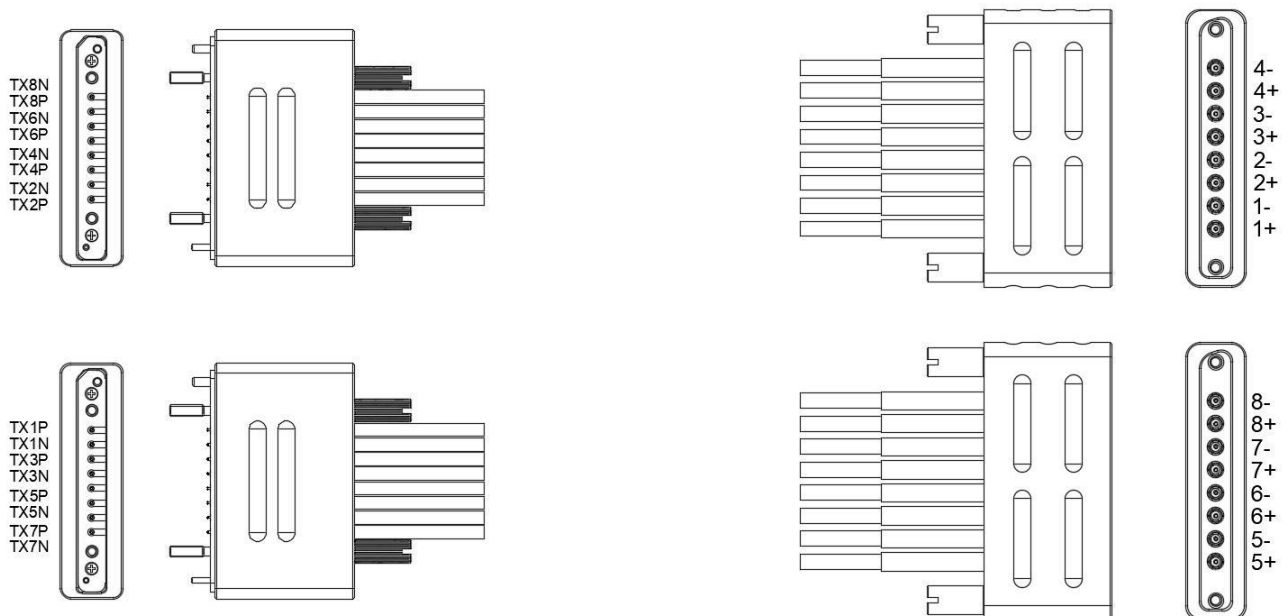 TX8N
TX8P
TX6N
TX6P
TX4N
TX4P
TX2N
TX2P
4-
4+
3-
3+
2-
2+
1-
1+
TX1P
TX1N
TX3P
TX3N
TX5P
TX5N
TX7P
TX7N
8-
8+
7-
7+
6-
6+
5-
5+